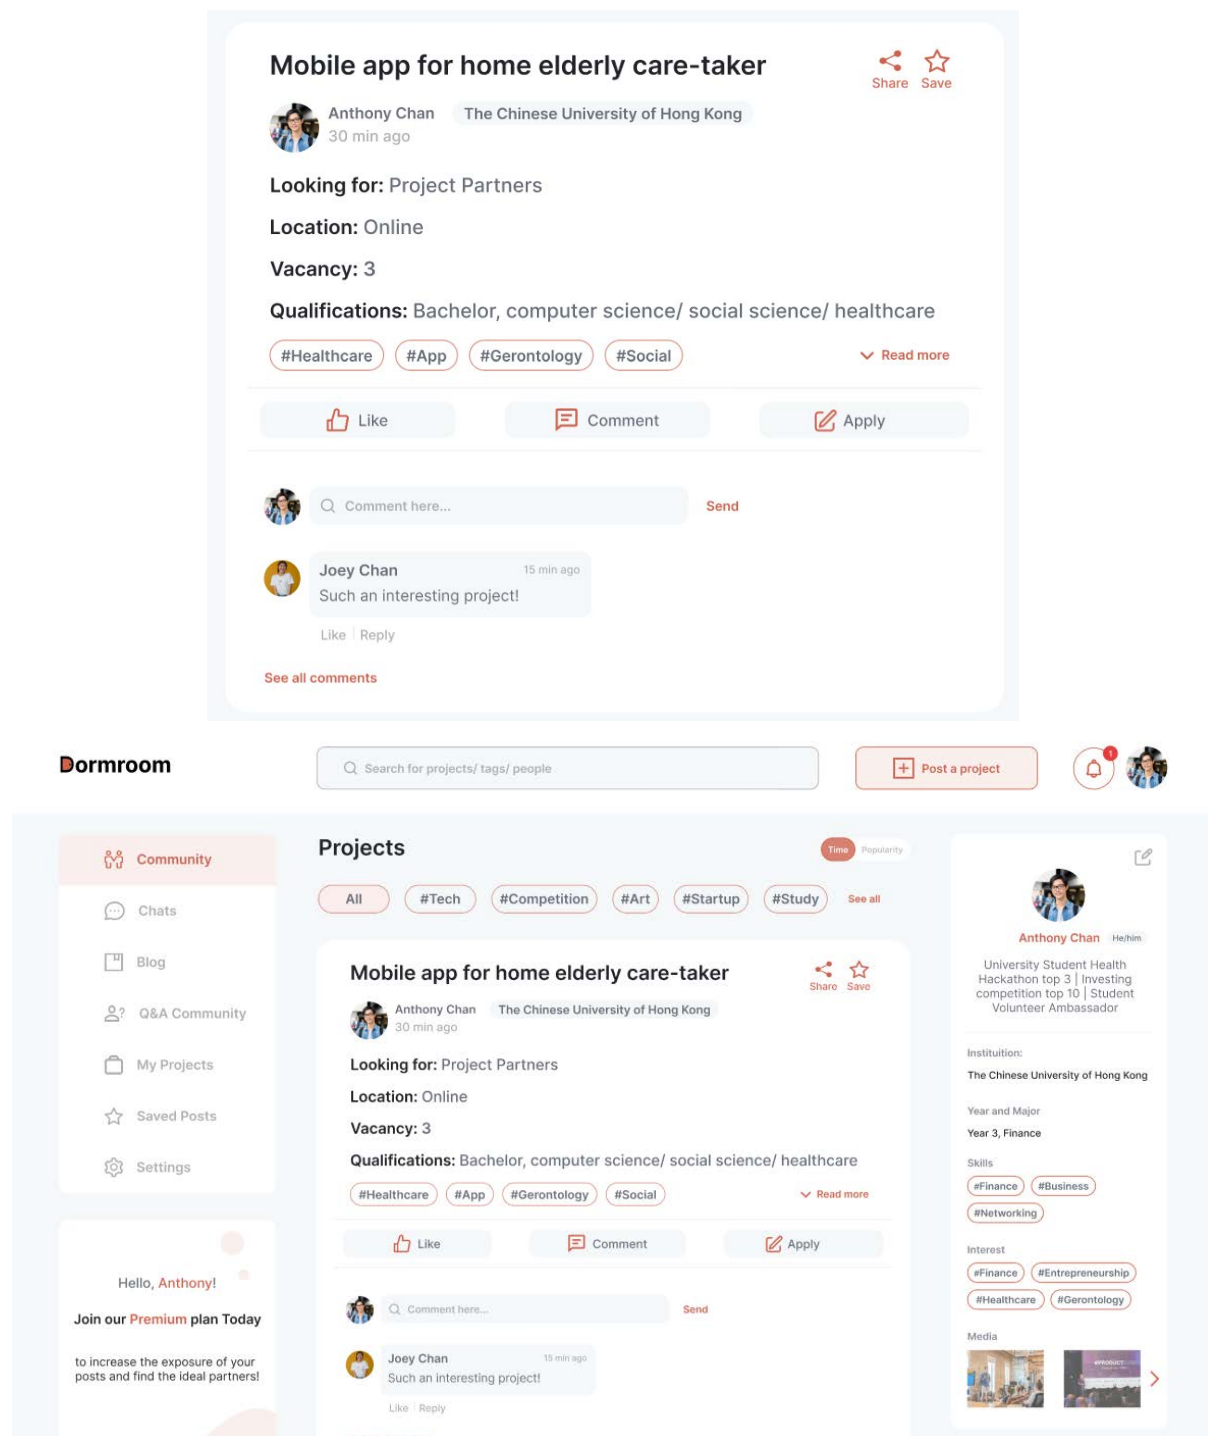 Mobile app for home elderly care-taker
Share Save
Anthony Chan The Chinese University of Hong Kong
30 min ago
Looking for: Project Partners
Location: Online
Vacancy: 3
Qualifications: Bachelor, computer science/ social science/ healthcare
#Healthcare #App #Gerontology #Social Read more
Like Comment Apply
Comment here... Send
Joey Chan 15 min ago
Such an interesting project!
Like Reply
See all comments
Dormroom
Search for projects/ tags/ people
Post a project
1
Community
Chats
Blog
Q&A Community
My Projects
Saved Posts
Settings
Hello, Anthony!
Join our Premium plan Today
to increase the exposure of your
posts and find the ideal partners!
Projects
Time Popularity
All #Tech #Competition #Art #Startup #Study See all
Mobile app for home elderly care-taker
Share Save
Anthony Chan The Chinese University of Hong Kong
30 min ago
Looking for: Project Partners
Location: Online
Vacancy: 3
Qualifications: Bachelor, computer science/ social science/ healthcare
#Healthcare #App #Gerontology #Social Read more
Like Comment Apply
Comment here... Send
Joey Chan 15 min ago
Such an interesting project!
Like Reply
Anthony Chan He/him
University Student Health
Hackathon top 3 | Investing
competition top 10 | Student
Volunteer Ambassador
Instituition:
The Chinese University of Hong Kong
Year and Major
Year 3, Finance
Skills
#Finance #Business
#Networking
Interest
#Finance #Entrepreneurship
#Healthcare #Gerontology
Media
#PRODUCT